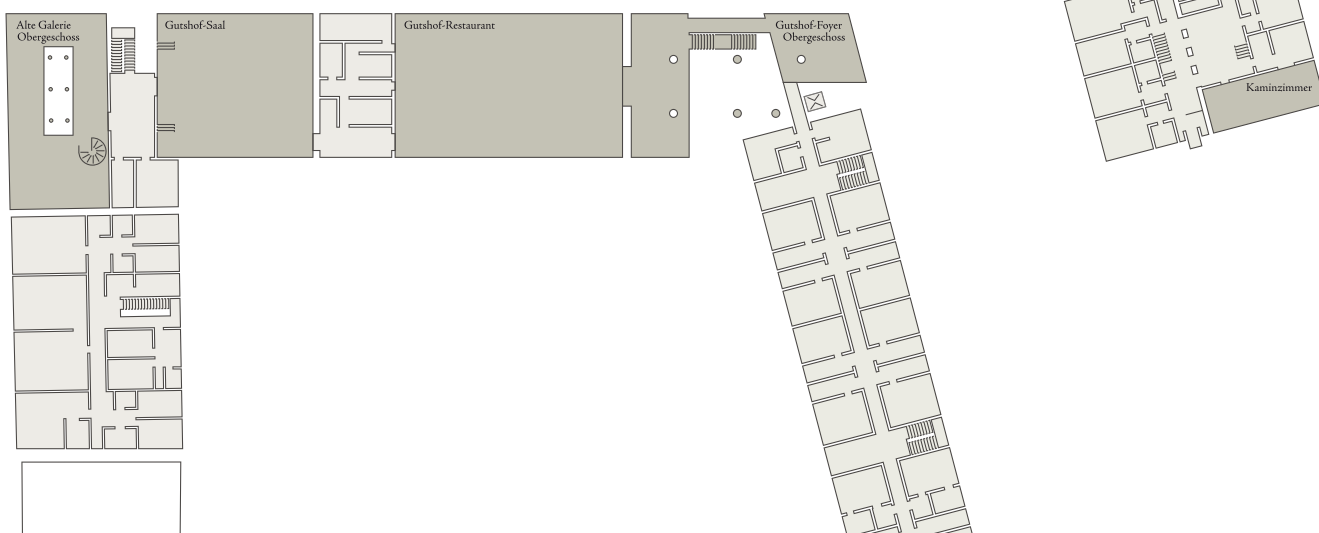 Alte Galerie
Obergeschoss
Gutshof-Saal
Gutshof-Restaurant
Gutshof-Foyer
Obergeschoss
Kaminzimmer